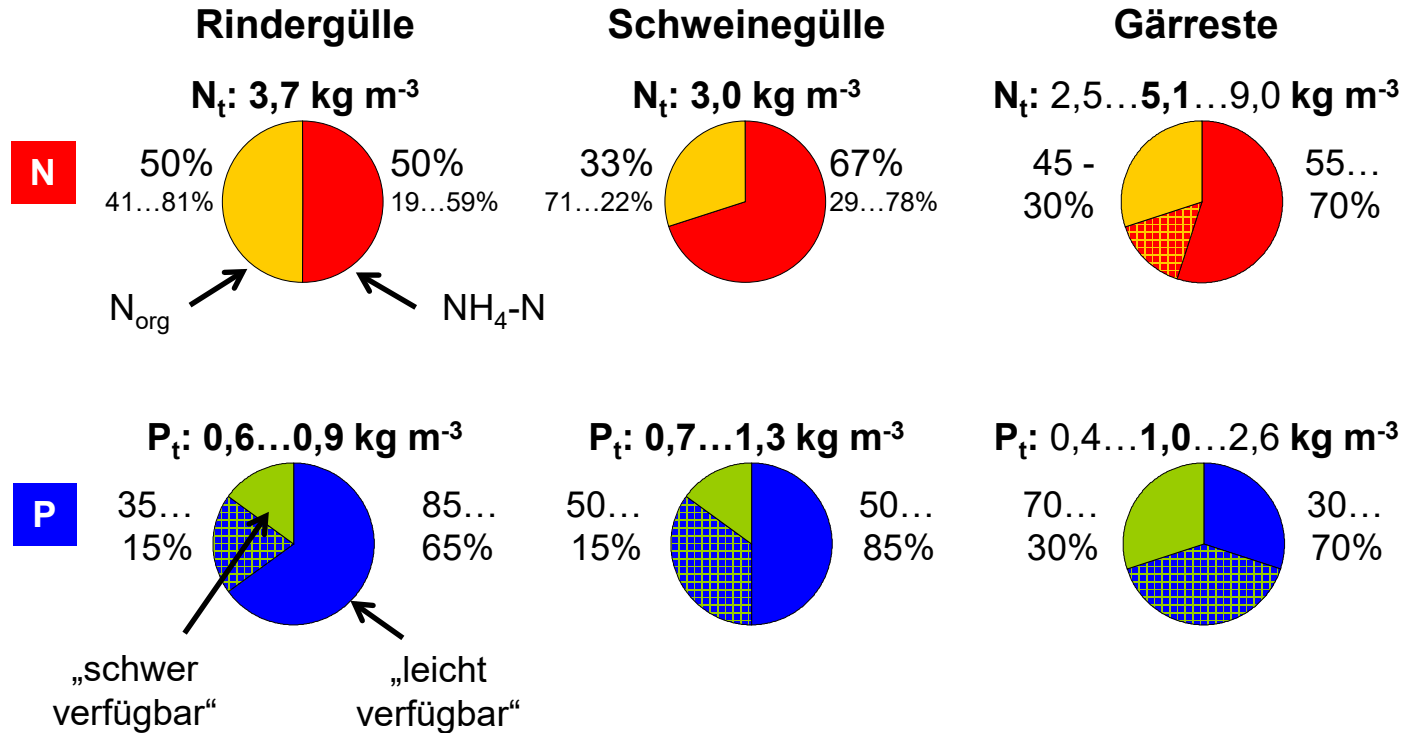 Rindergülle
Schweinegülle
Gärreste
Nt: 3,7 kg m-3
Nt: 3,0 kg m-3
Nt: 2,5…5,1…9,0 kg m-3
N
50%
41…81%
50%
19…59%
33%
71…22%
67%
29…78%
45 -
30%
55…
70%
Norg
NH4-N
Pt: 0,6…0,9 kg m-3
Pt: 0,7…1,3 kg m-3
Pt: 0,4…1,0…2,6 kg m-3
P
35…
15%
85…
65%
50…
15%
50…
85%
70…
30%
30…
70%
„schwer
verfügbar“
„leicht
verfügbar“